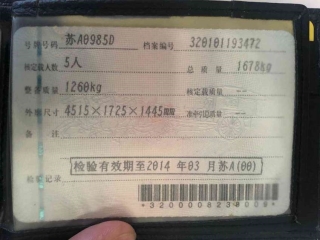 号牌号码 苏A0985D 档案编号 320101193472
核定载人数 5人 总质量 1678kg
整备质量 1260kg 核定载质量 --
外廓尺寸 4515×1725×1445 准牵引总质量 --
备注
检验有效期至2014 年03 月苏A(00)
检验记录
*3200008230009*